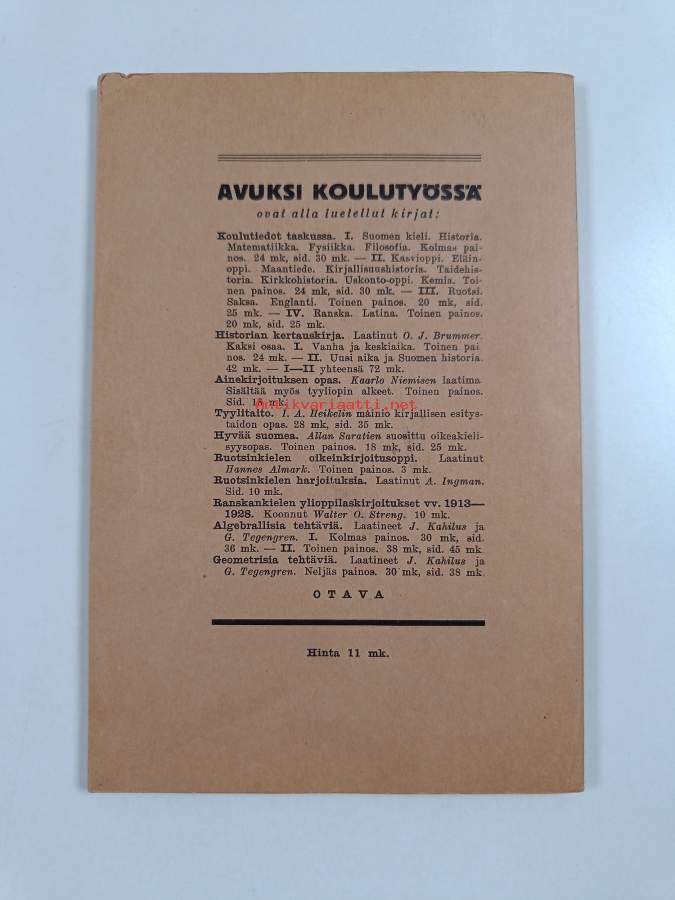 AVUKSI KOULUTYÖSSÄ
ovat alla luetellut kirjat:
Koulutiedot taskussa. I. Suomen kieli. Historia.
Matematiikka. Fysiikka. Filosofia. Kolmas pai-
nos. 24 mk, sid. 30 mk. — II. Kasvioppi. Eläin-
oppi. Maantiede. Kirjallisuushistoria. Taidehis-
toria. Kirkkohistoria. Uskonto-oppi. Kemia. Toi-
nen painos. 24 mk, sid. 30 mk. — III. Ruotsi.
Saksa. Englanti. Toinen painos. 20 mk, sid.
25 mk. — IV. Ranska. Latina. Toinen painos.
20 mk, sid. 25 mk.
Historian kertauskirja. Laatinut O. J. Brummer.
Kaksi osaa. I. Vanha ja keskiaika. Toinen pai
nos. 24 mk. — II. Uusi aika ja Suomen historia.
42 mk. — I—II yhteensä 72 mk.
Ainekirjoituksen opas. Kaarlo Niemisen laatima
Sisältää myös tyyliopin alkeet. Toinen painos.
Sid. 15 mk.
Antikvariaatti.net
Tyylitaito. I. A. Heikelin mainio kirjallisen esitys-
taidon opas. 28 mk, sid. 35 mk.
Hyvää suomea. Allan Saratien suosittu oikeakieli-
syysopas. Toinen painos. 18 mk, sid. 25 mk.
Ruotsinkielen oikeinkirjoitusoppi. Laatinut
Hannes Almark. Toinen painos. 3 mk.
Ruotsinkielen harjoituksia. Laatinut A. Ingman.
Sid. 10 mk.
Ranskankielen ylioppilaskirjoitukset vv. 1913—
1928. Koonnut Walter O. Streng. 10 mk.
Algebrallisia tehtäviä. Laatineet J. Kahilus ja
G. Tegengren. I. Kolmas painos. 30 mk, sid.
36 mk. — II. Toinen painos. 38 mk, sid. 45 mk.
Geometrisia tehtäviä. Laatineet J. Kahilus ja
G. Tegengren. Neljäs painos. 30 mk, sid. 38 mk.
OTAVA
Hinta 11 mk.